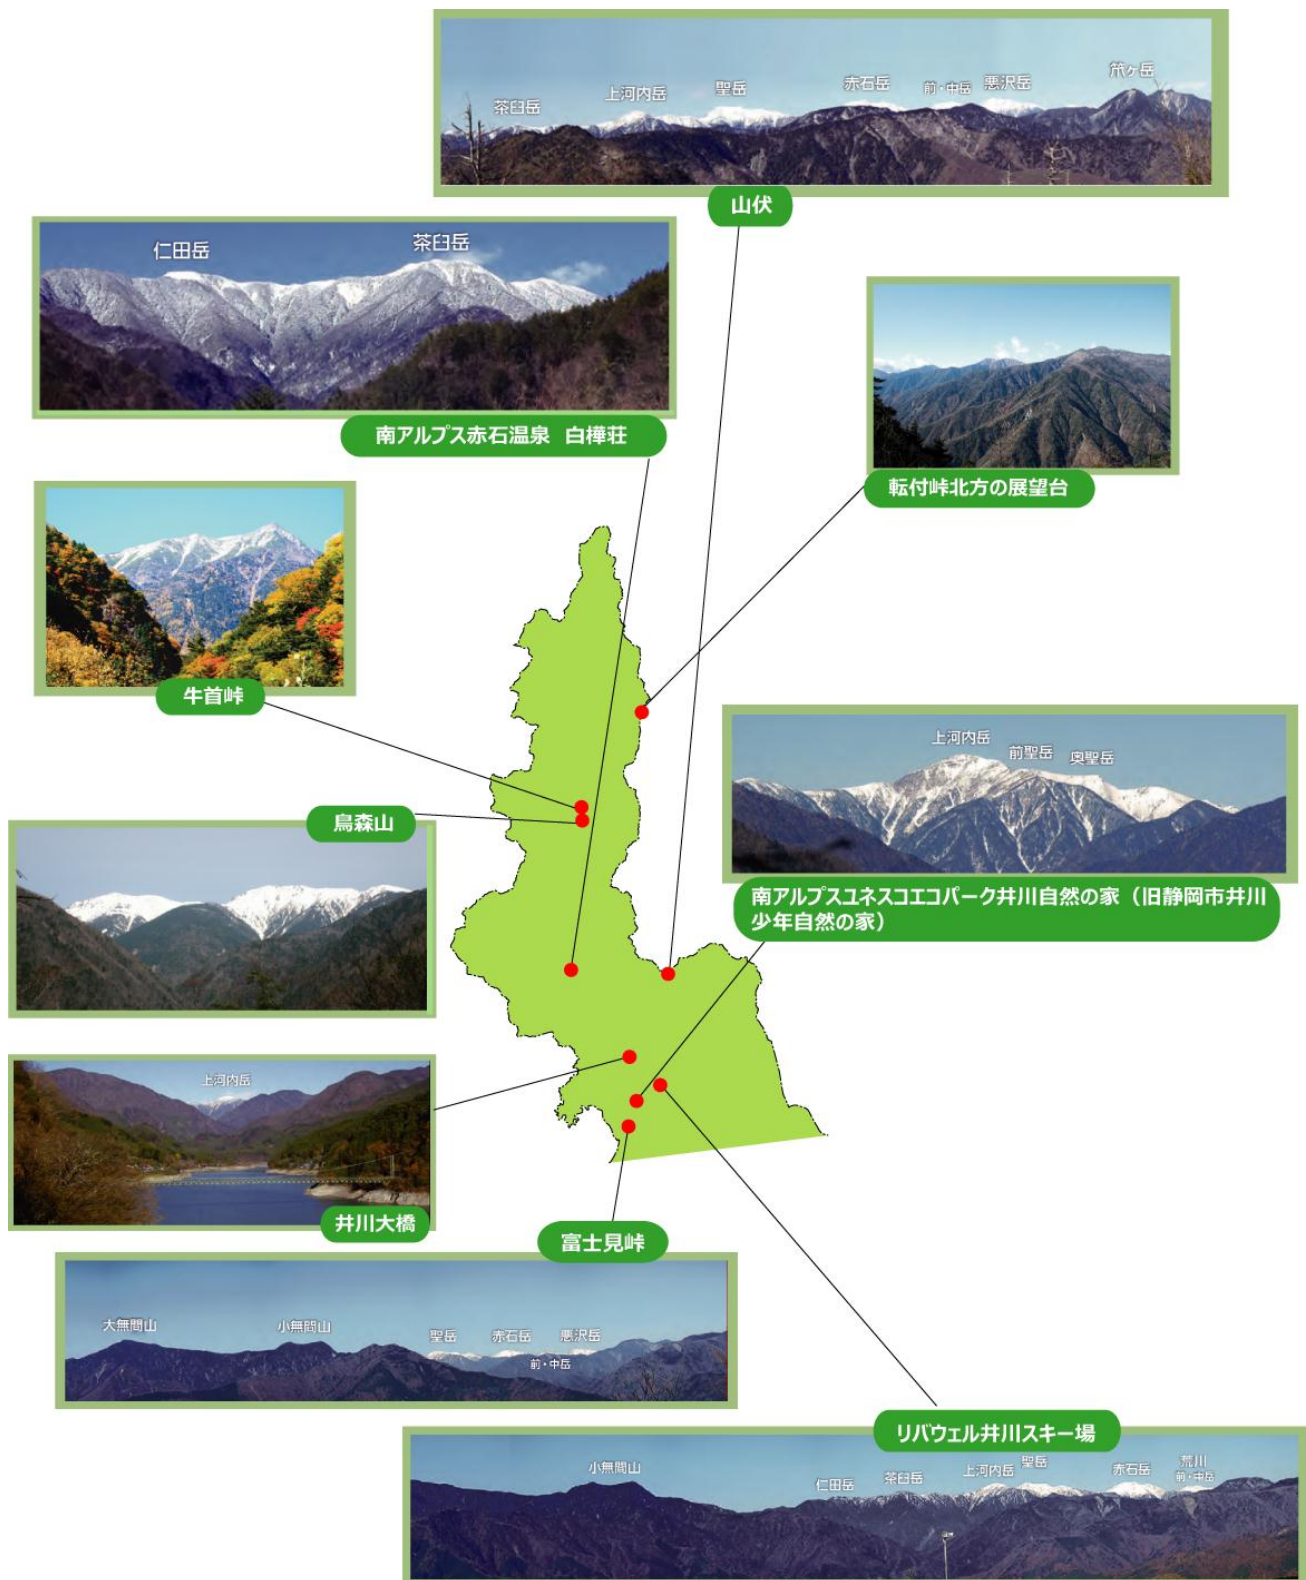 茶臼岳
上河内岳
聖岳
赤石岳
前・中岳
悪沢岳
笊ヶ岳
山伏
仁田岳
茶臼岳
南アルプス赤石温泉 白樺荘
転付峠北方の展望台
牛首峠
上河内岳
前聖岳
奥聖岳
南アルプスユネスコエコパーク井川自然の家（旧静岡市井川
少年自然の家）
鳥森山
上河内岳
井川大橋
富士見峠
大無間山
小無間山
聖岳
赤石岳
悪沢岳
前・中岳
リバウェル井川スキー場
小無間山
仁田岳
茶臼岳
上河内岳
聖岳
赤石岳
荒川
前・中岳